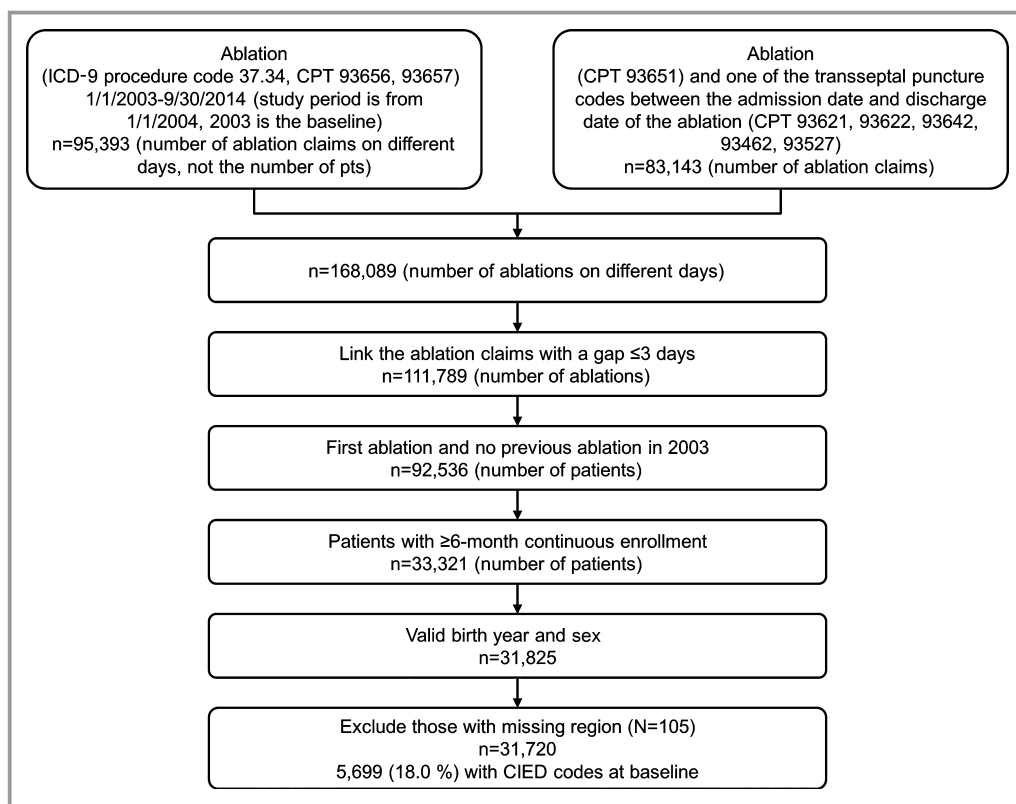 Ablation
(ICD-9 procedure code 37.34, CPT 93656, 93657)
1/1/2003-9/30/2014 (study period is from
1/1/2004, 2003 is the baseline)
n=95,393 (number of ablation claims on different
days, not the number of pts)
Ablation
(CPT 93651) and one of the transseptal puncture
codes between the admission date and discharge
date of the ablation (CPT 93621, 93622, 93642,
93462, 93527)
n=83,143 (number of ablation claims)
n=168,089 (number of ablations on different days)
Link the ablation claims with a gap ≤3 days
n=111,789 (number of ablations)
First ablation and no previous ablation in 2003
n=92,536 (number of patients)
Patients with ≥6-month continuous enrollment
n=33,321 (number of patients)
Valid birth year and sex
n=31,825
Exclude those with missing region (N=105)
n=31,720
5,699 (18.0 %) with CIED codes at baseline